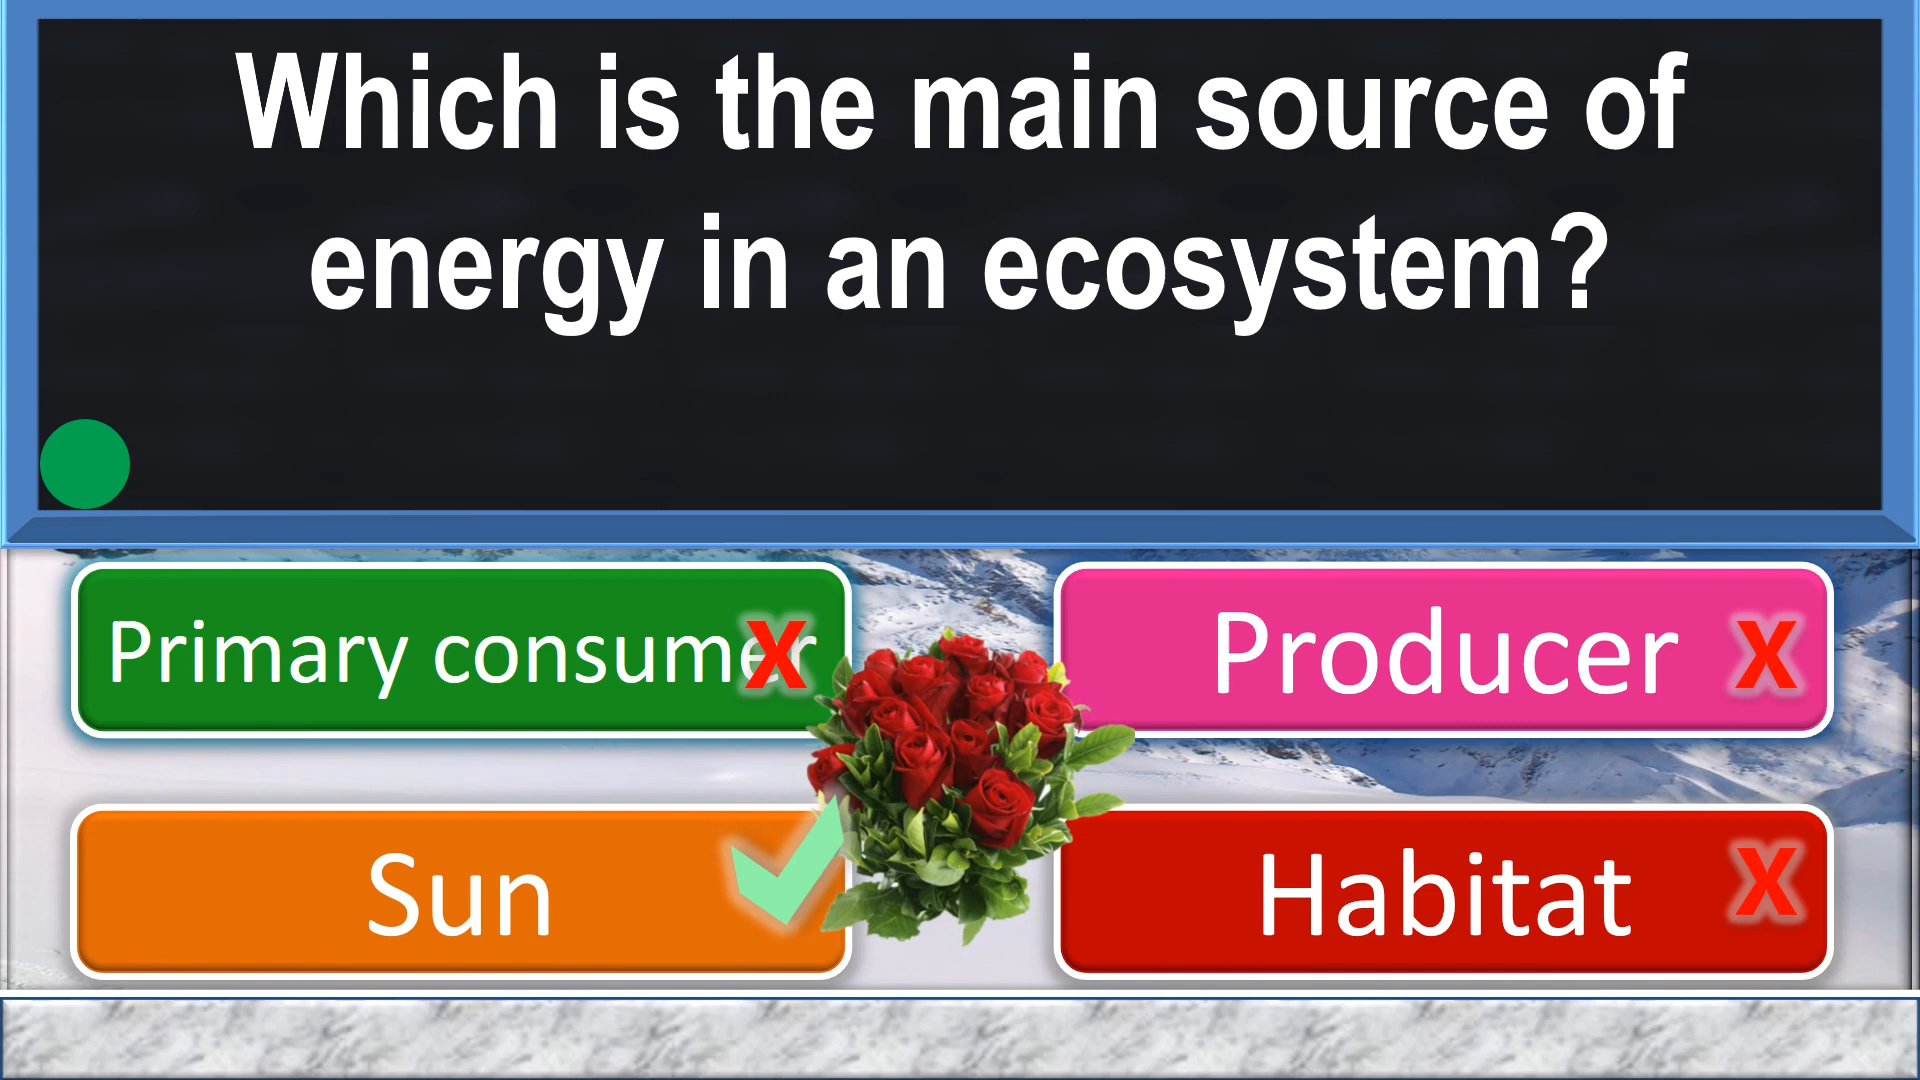 Which is the main source of
energy in an ecosystem?
Primary consumer X
Producer X
Sun
Habitat X